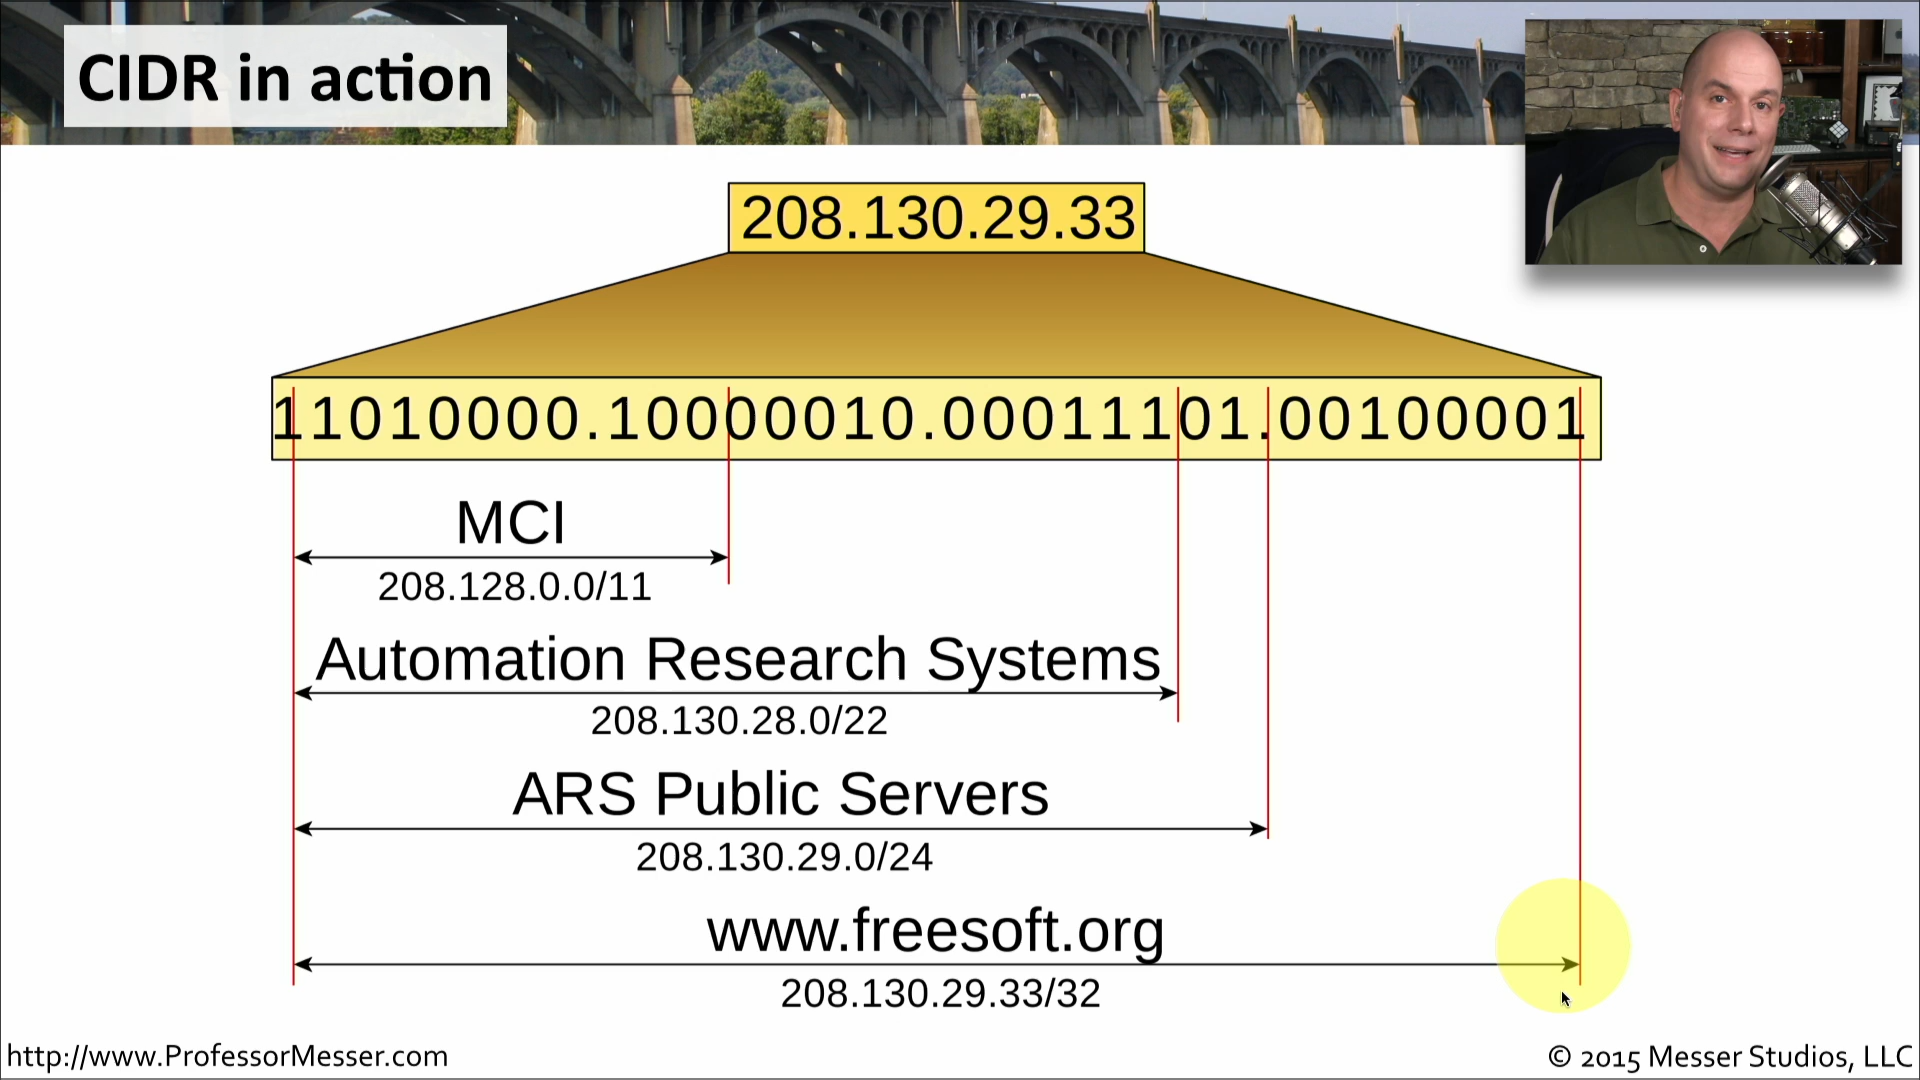 CIDR in action
208.130.29.33
11010000.10000010.00011101.00100001
MCI
208.128.0.0/11
Automation Research Systems
208.130.28.0/22
ARS Public Servers
208.130.29.0/24
www.freesoft.org
208.130.29.33/32
http://www.ProfessorMesser.com
© 2015 Messer Studios, LLC